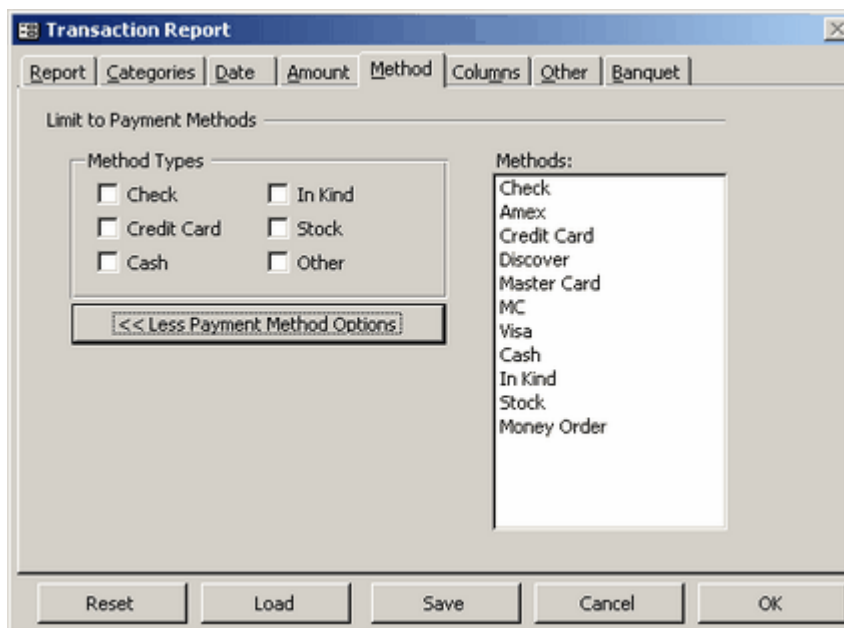 Transaction Report
Report Categories Date Amount Method Columns Other Banquet
Limit to Payment Methods
Method Types
Check In Kind
Credit Card Stock
Cash Other
<< Less Payment Method Options
Methods:
Check
Amex
Credit Card
Discover
Master Card
MC
Visa
Cash
In Kind
Stock
Money Order
Reset Load Save Cancel OK